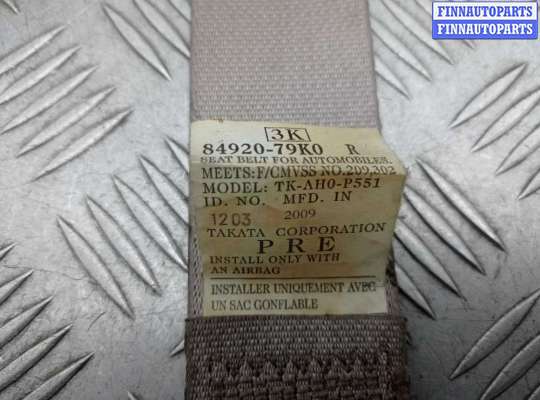 FINNAUTOPARTS
FINNAUTOPARTS
3K
84920-79K0 R
SEAT BELT FOR AUTOMOBILES.
MEETS:F/CMVSS NO.209,302
MODEL: TK-AH0-P551
ID. NO. MFD. IN
1203 2009
TAKATA CORPORATION
PRE
INSTALL ONLY WITH
AN AIRBAG
INSTALLER UNIQUEMENT AVEC
UN SAC GONFLABLE